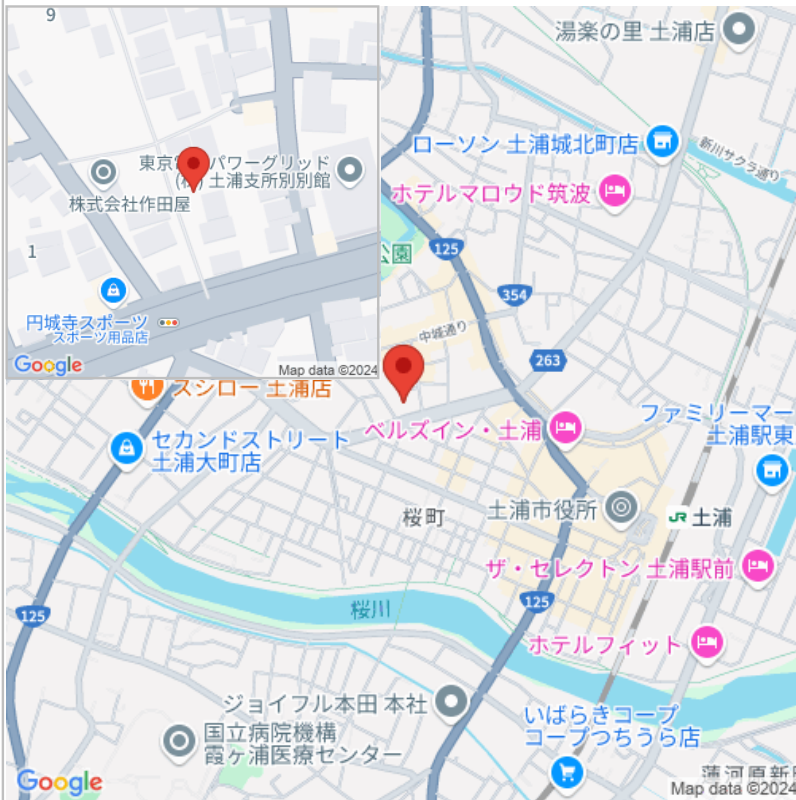 9
東京電力パワーグリッド
(株) 土浦支所別別館
株式会社作田屋
1
円城寺スポーツ
スポーツ用品店
Google
Map data ©2024
湯楽の里 土浦店
ローソン 土浦城北町店
新川サクラ通り
ホテルマロウド筑波
公園
125
354
中城通り
263
スシロー 土浦店
ベルズイン・土浦
ファミリーマー
土浦駅東
セカンドストリート
土浦大町店
桜町
土浦市役所
JR 土浦
ザ・セレクトン 土浦駅前
125
桜川
125
ホテルフィット
ジョイフル本田 本社
国立病院機構
霞ヶ浦医療センター
いばらきコープ
コープつちうら店
蓮河原新
Google
Map data ©2024